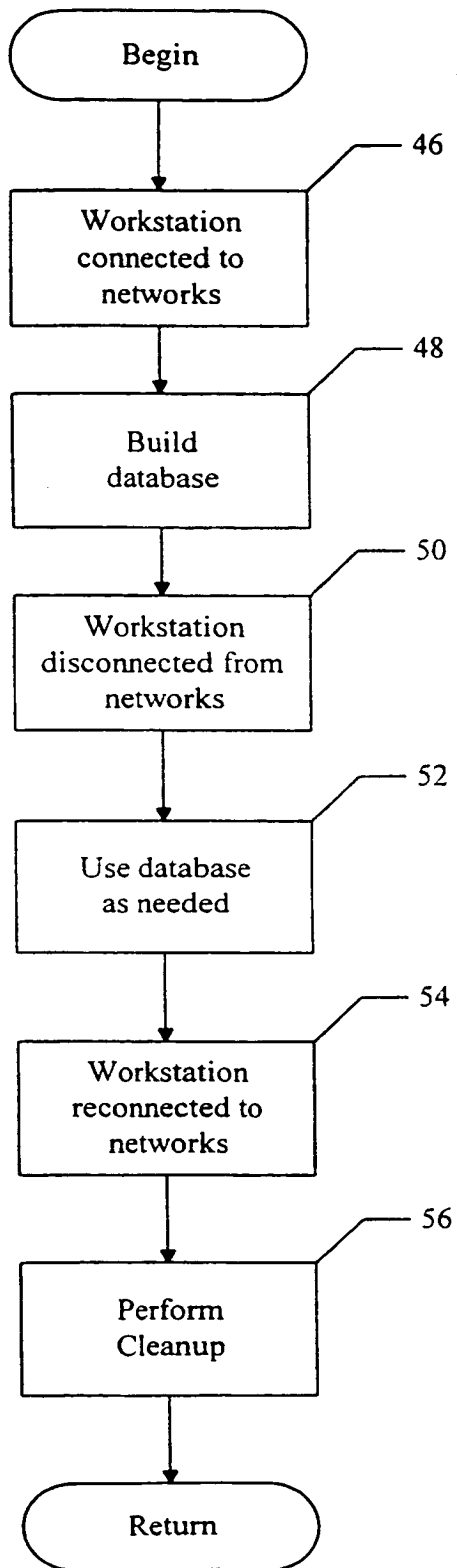 Begin
46
Workstation
connected to
networks
48
Build
database
50
Workstation
disconnected from
networks
52
Use database
as needed
54
Workstation
reconnected to
networks
56
Perform
Cleanup
Return